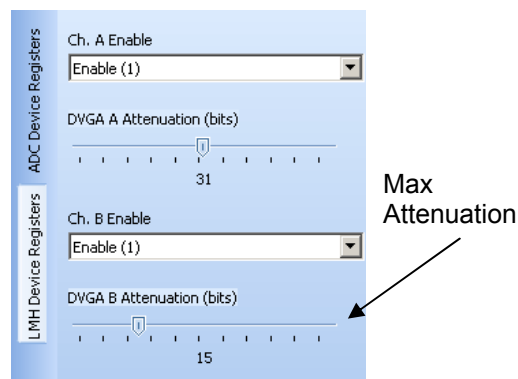 ADC Device Registers
LMH Device Registers
Ch. A Enable
Enable (1)
DVGA A Attenuation (bits)
31
Ch. B Enable
Enable (1)
DVGA B Attenuation (bits)
15
Max
Attenuation